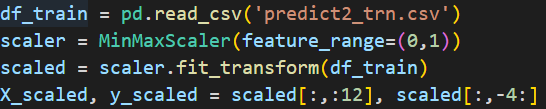 df_train = pd.read_csv('predict2_trn.csv')
scaler = MinMaxScaler(feature_range=(0,1))
scaled = scaler.fit_transform(df_train)
X_scaled, y_scaled = scaled[:,:12], scaled[:,-4:]